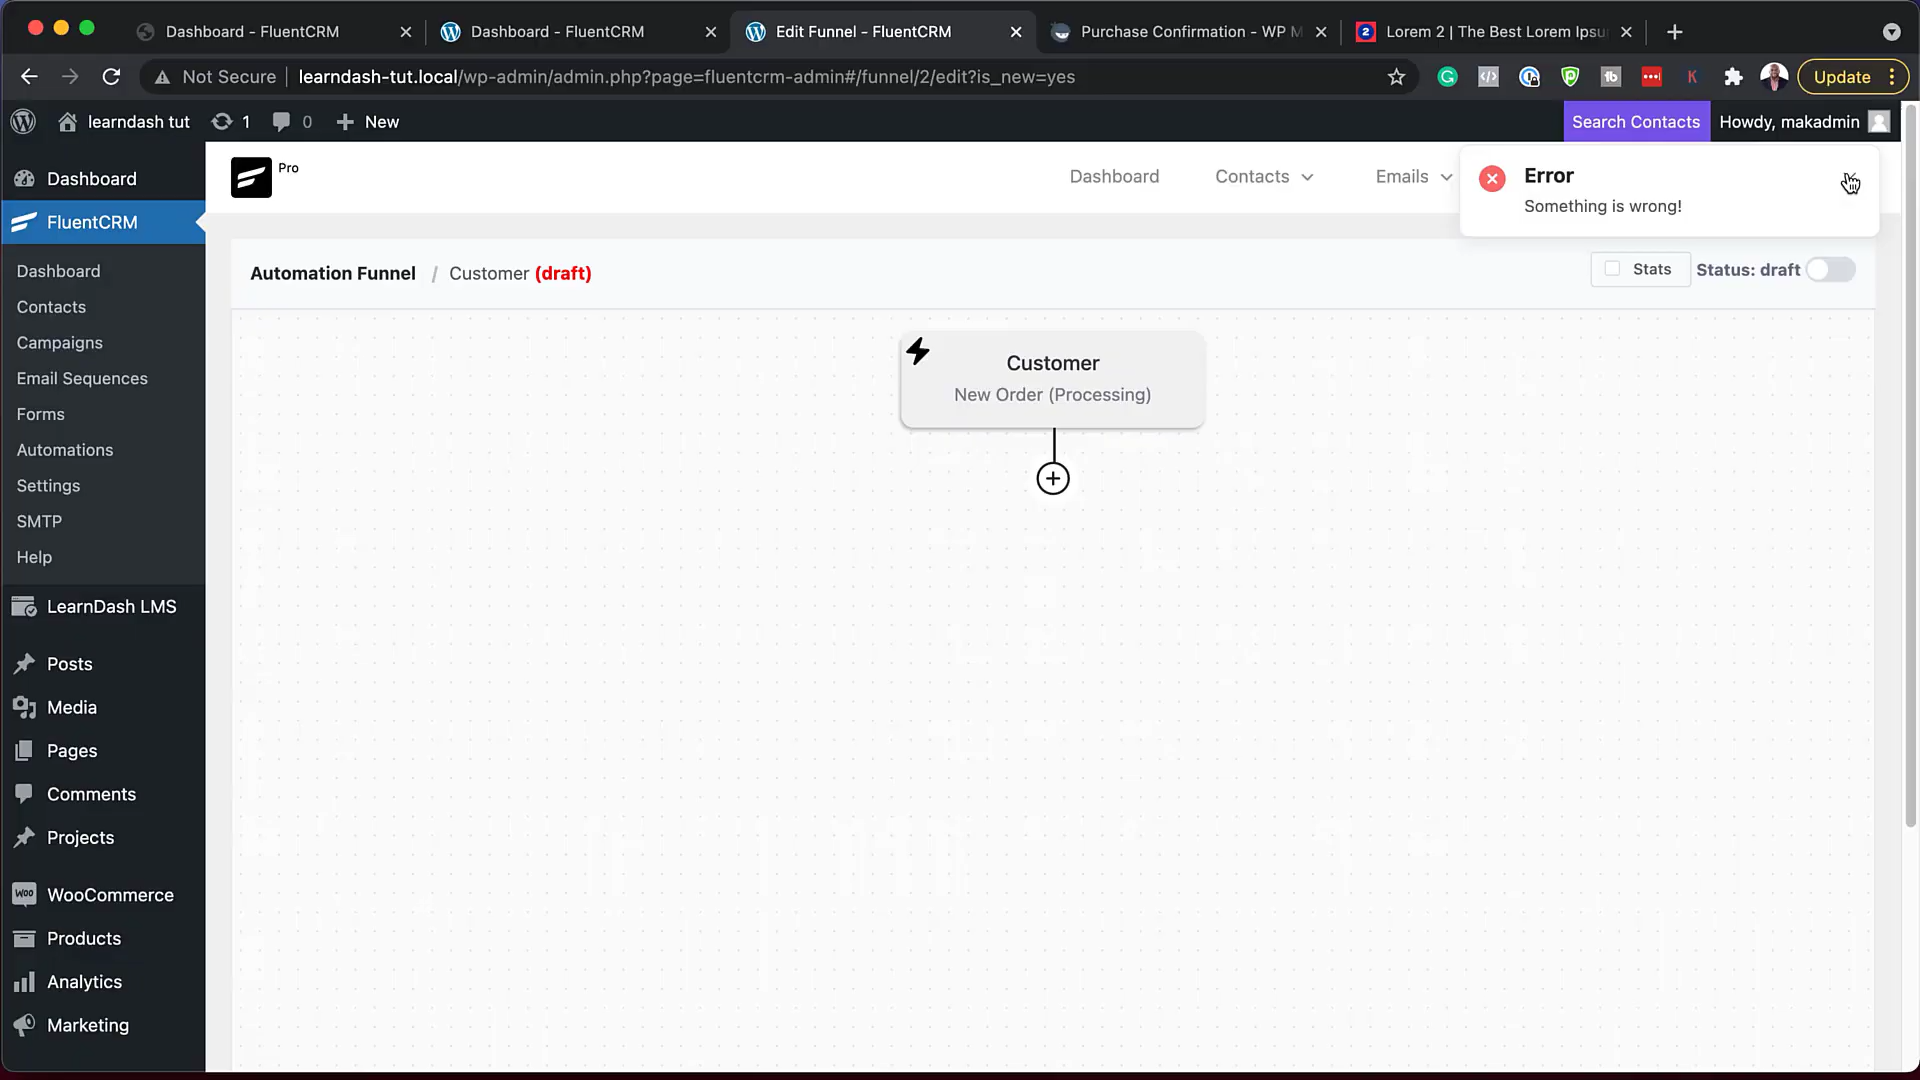 Dashboard - FluentCRM
Dashboard - FluentCRM
Edit Funnel - FluentCRM
Purchase Confirmation - WP M
Lorem 2 | The Best Lorem Ipsu
Not Secure
learndash-tut.local/wp-admin/admin.php?page=fluentcrm-admin#/funnel/2/edit?is_new=yes
Update
learndash tut
1
0
New
Search Contacts
Howdy, makadmin
Dashboard
FluentCRM
Dashboard
Contacts
Campaigns
Email Sequences
Forms
Automations
Settings
SMTP
Help
LearnDash LMS
Posts
Media
Pages
Comments
Projects
WooCommerce
Products
Analytics
Marketing
Pro
Dashboard
Contacts
Emails
Error
Something is wrong!
Automation Funnel / Customer (draft)
Stats
Status: draft
Customer
New Order (Processing)